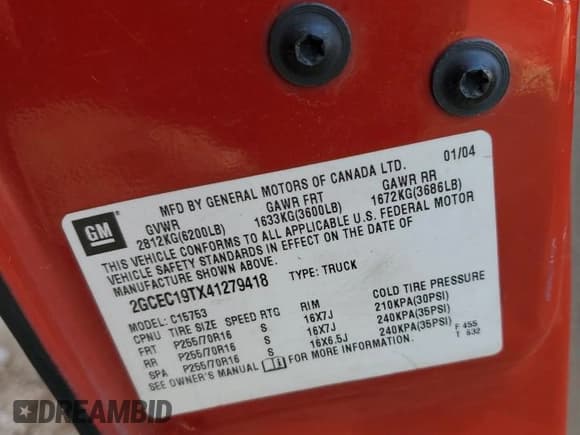 MFD BY GENERAL MOTORS OF CANADA LTD. 01/04
GVWR GAWR FRT GAWR RR
2812KG(6200LB) 1633KG(3600LB) 1672KG(3686LB)
GM
THIS VEHICLE CONFORMS TO ALL APPLICABLE U.S. FEDERAL MOTOR
VEHICLE SAFETY STANDARDS IN EFFECT ON THE DATE OF
MANUFACTURE SHOWN ABOVE.
2GCEC19TX41279418 TYPE: TRUCK
MODEL: C15753
CPNU TIRE SIZE SPEED RTG RIM COLD TIRE PRESSURE
FRT P255/70R16 S 16X7J 210KPA(30PSI)
RR P255/70R16 S 16X7J 240KPA(35PSI)
SPA P255/70R16 S 16X6.5J 240KPA(35PSI)
SEE OWNER'S MANUAL FOR MORE INFORMATION. F 455
T 632
DREAMBID